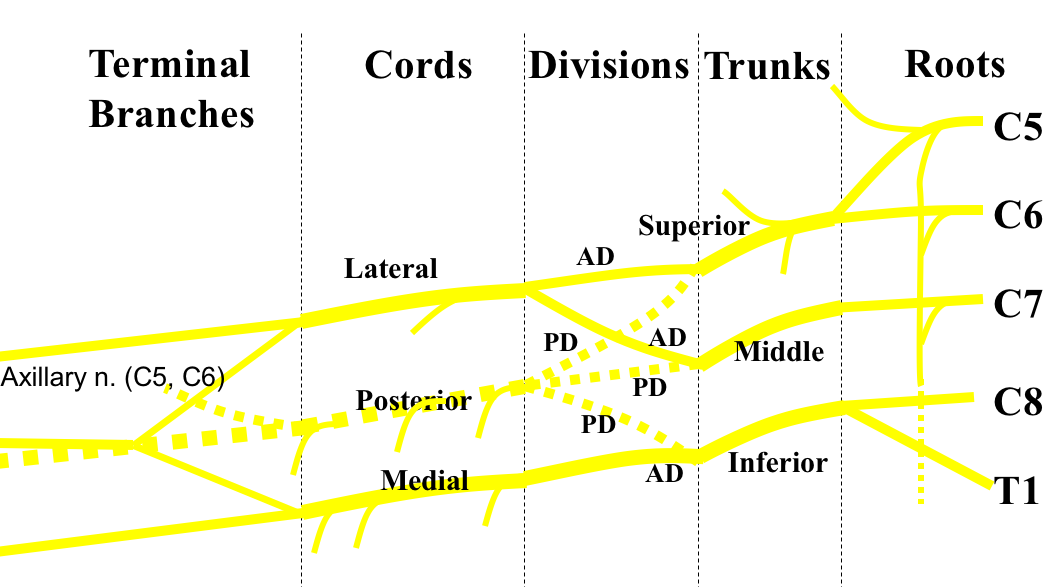 Terminal
Branches
Cords
Divisions
Trunks
Roots
C5
C6
Superior
AD
Lateral
C7
PD
AD
Middle
Axillary n. (C5, C6)
PD
Posterior
C8
PD
Inferior
AD
Medial
T1